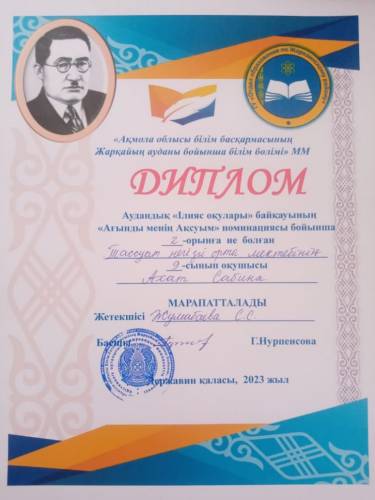 «Ақмола облысы білім басқармасының
Жарқайың ауданы бойынша білім бөлімі» ММ
ДИПЛОМ
Аудандық «Ілияс оқулары» байқауының
«Ағынды менің Ақсуым» номинациясы бойынша
2 -орынға ие болған
Тассуат негізгі орта мектебінің
9 -сынып оқушысы
Ахат Сабина
МАРАПАТТАЛАДЫ
Жетекшісі Жумабаева С.С.
Басшы Г.Нурпеисова
Державин қаласы, 2023 жыл